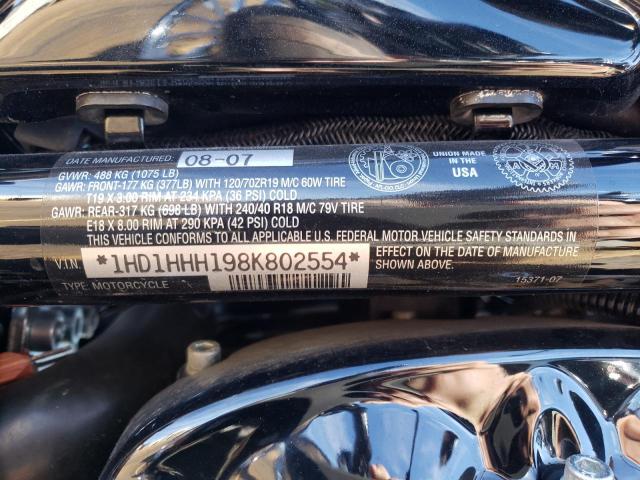 DATE MANUFACTURED: 08-07
GVWR: 488 KG (1075 LB)
GAWR: FRONT-177 KG (377LB) WITH 120/70ZR19 M/C 60W TIRE
T19 X 3.00 RIM AT 234 KPA (36 PSI) COLD
GAWR: REAR-317 KG (698 LB) WITH 240/40 R18 M/C 79V TIRE
E18 X 8.00 RIM AT 290 KPA (42 PSI) COLD
UNION MADE IN THE
USA
THIS VEHICLE CONFORMS TO ALL APPLICABLE U.S. FEDERAL MOTOR VEHICLE SAFETY STANDARDS IN
EFFECT ON THE DATE OF MANUFACTURE
SHOWN ABOVE.
V.I.N. *1HD1HHH198K802554*
TYPE: MOTORCYCLE
15371-07